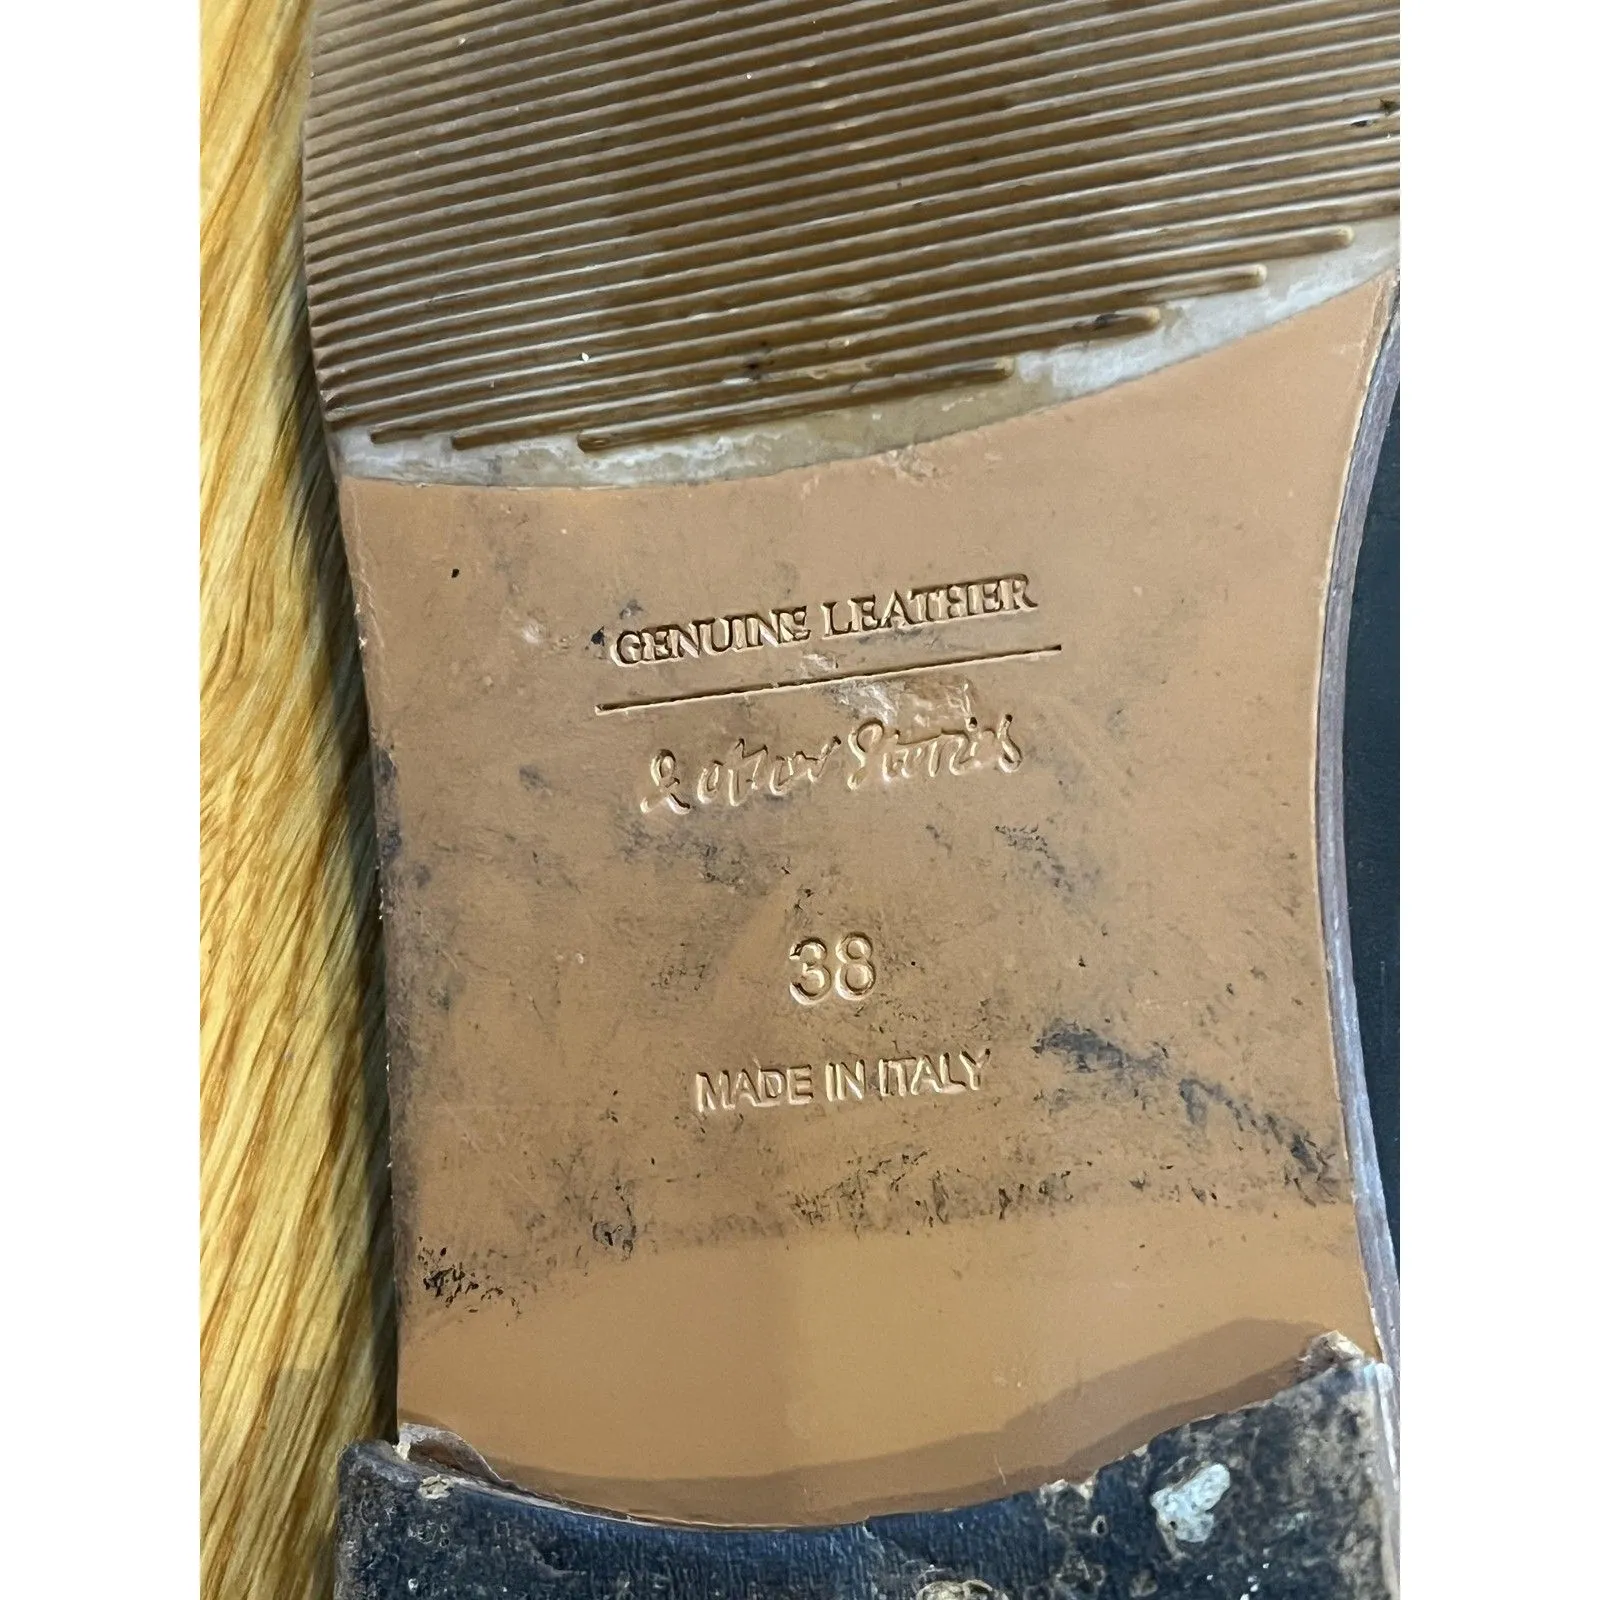 GENUINE LEATHER
& other Stories
38
MADE IN ITALY